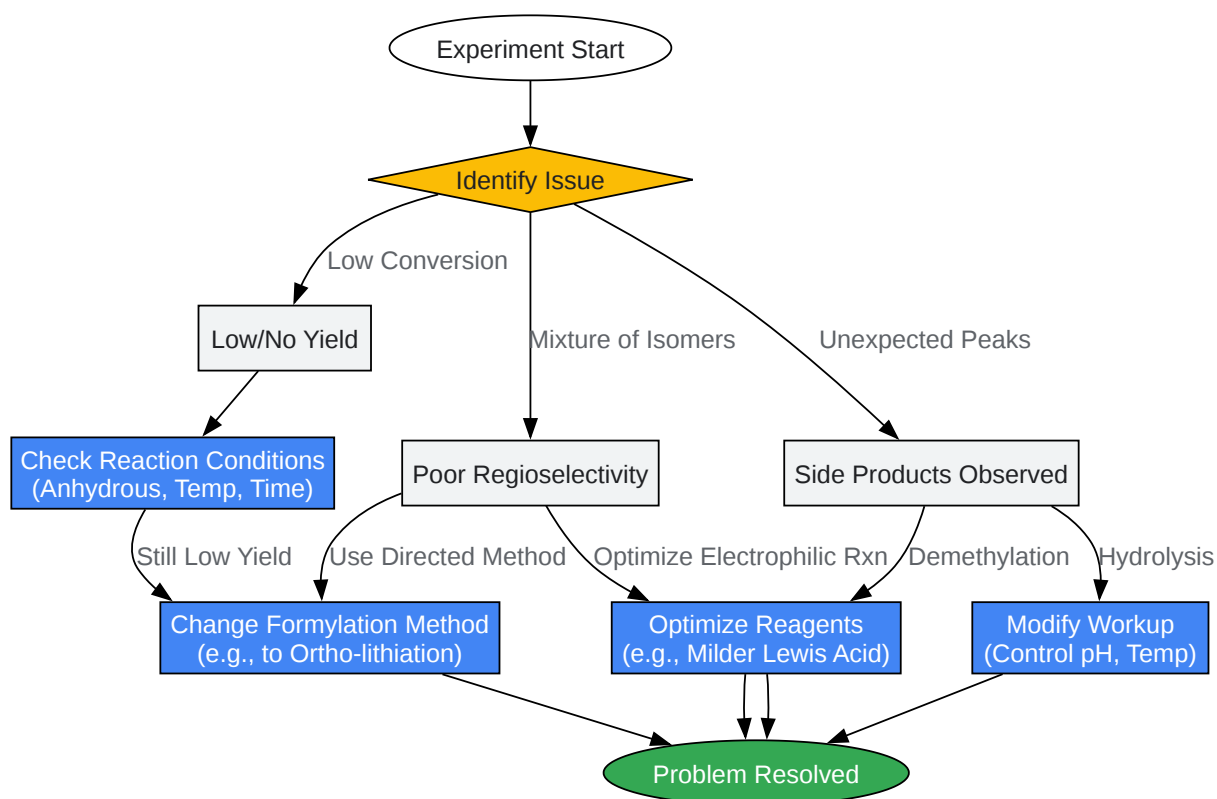 Experiment Start
Identify Issue
Low Conversion
Low/No Yield
Mixture of Isomers
Unexpected Peaks
Check Reaction Conditions
(Anhydrous, Temp, Time)
Poor Regioselectivity
Side Products Observed
Still Low Yield
Use Directed Method
Optimize Electrophilic Rxn
Demethylation
Hydrolysis
Change Formylation Method
(e.g., to Ortho-lithiation)
Optimize Reagents
(e.g., Milder Lewis Acid)
Modify Workup
(Control pH, Temp)
Problem Resolved